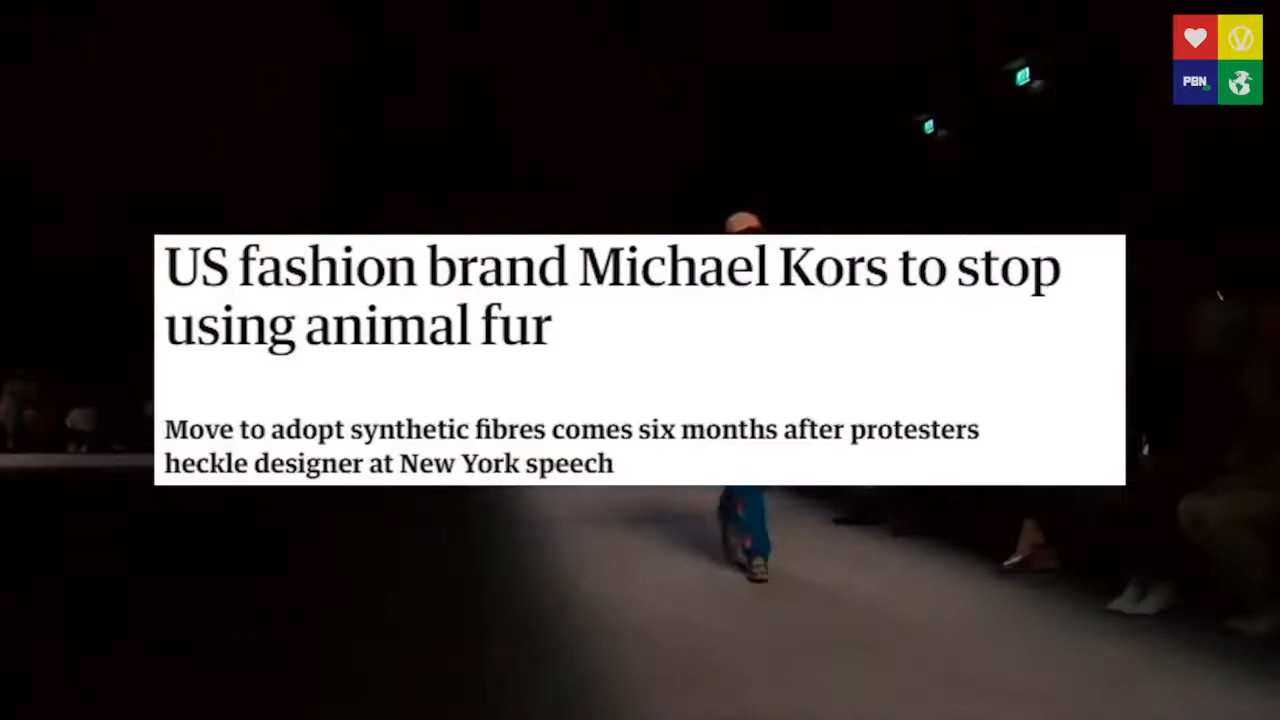 PBN
US fashion brand Michael Kors to stop
using animal fur
Move to adopt synthetic fibres comes six months after protesters
heckle designer at New York speech